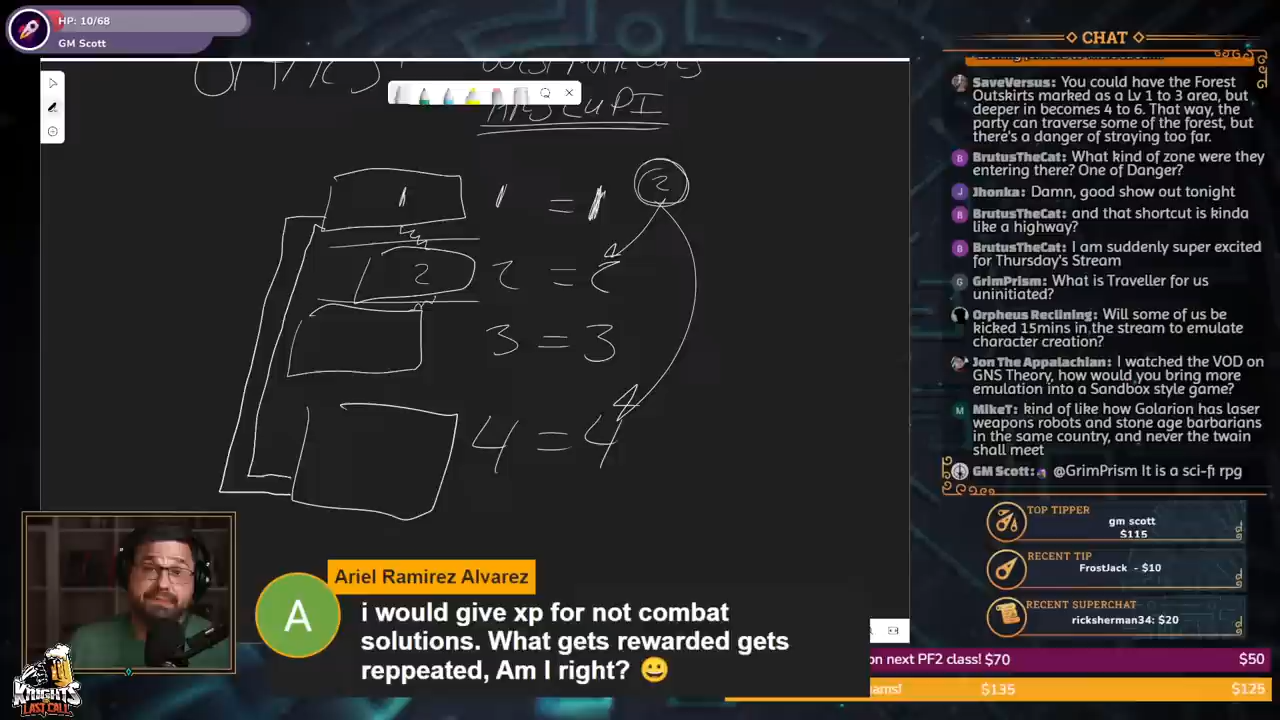 HP: 10/68
GM Scott
1 1 = 1 2
2 2 = 2
3 = 3
4 = 4
Ariel Ramirez Alvarez
A
i would give xp for not combat
solutions. What gets rewarded gets
reppeated, Am I right? 😀
KNIGHTS
OF
LAST CALL
CHAT
SaveVersus: You could have the Forest
Outskirts marked as a Lv 1 to 3 area, but
deeper in becomes 4 to 6. That way, the
party can traverse some of the forest, but
there's a danger of straying too far.
B BrutusTheCat: What kind of zone were they
entering there? One of Danger?
J Jhonka: Damn, good show out tonight
B BrutusTheCat: and that shortcut is kinda
like a highway?
B BrutusTheCat: I am suddenly super excited
for Thursday's Stream
G GrimPrism: What is Traveller for us
uninitiated?
Orpheus Reclining: Will some of us be
kicked 15mins in the stream to emulate
character creation?
Jon The Appalachian: I watched the VOD on
GNS Theory, how would you bring more
emulation into a Sandbox style game?
M MikeT: kind of like how Golarion has laser
weapons robots and stone age barbarians
in the same country, and never the twain
shall meet
GM Scott: @GrimPrism It is a sci-fi rpg
TOP TIPPER
gm scott
$115
RECENT TIP
FrostJack - $10
RECENT SUPERCHAT
ricksherman34: $20
on next PF2 class! $70 $50
ams! $135 $125